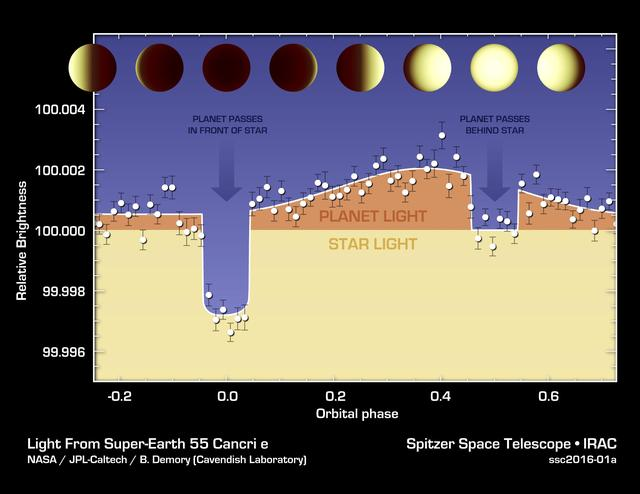 PLANET PASSES
IN FRONT OF STAR
PLANET PASSES
BEHIND STAR
100.004
100.002
100.000
99.998
99.996
Relative Brightness
PLANET LIGHT
STAR LIGHT
-0.2
0.0
0.2
0.4
0.6
Orbital phase
Light From Super-Earth 55 Cancri e
NASA / JPL-Caltech / B. Demory (Cavendish Laboratory)
Spitzer Space Telescope • IRAC
ssc2016-01a